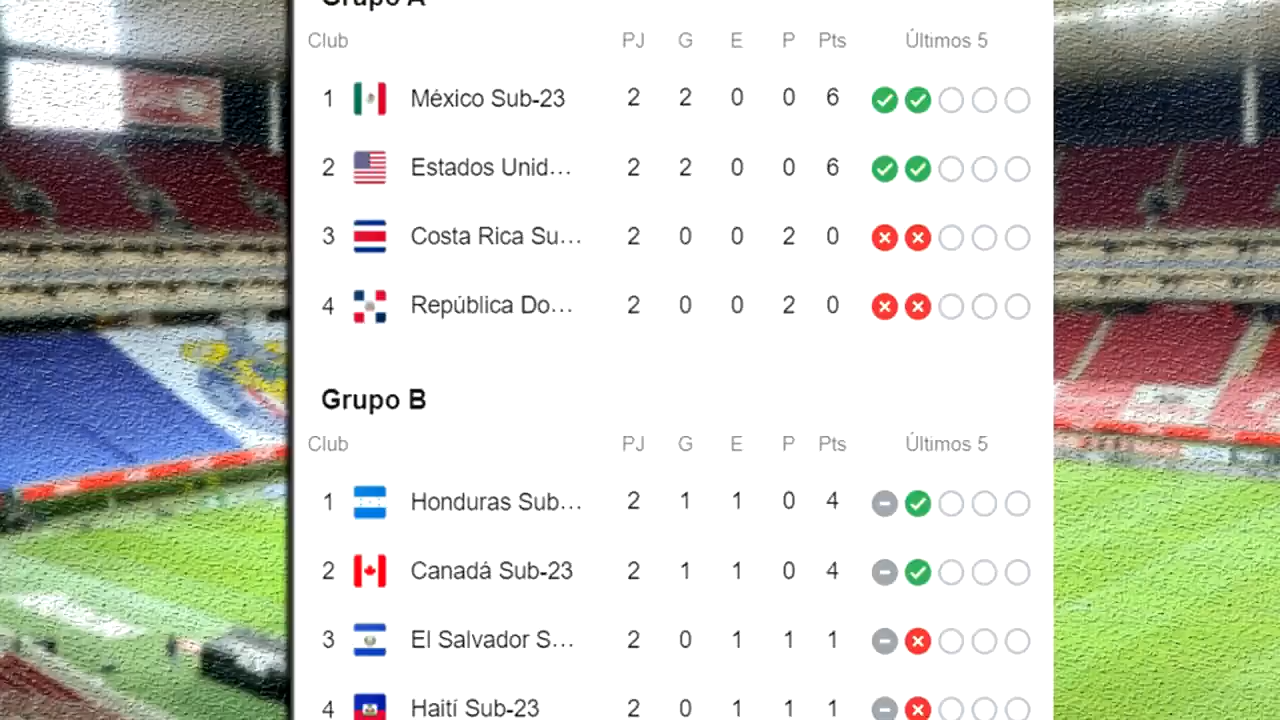 Grupo A
Club PJ G E P Pts Últimos 5
1 México Sub-23 2 2 0 0 6
2 Estados Unid... 2 2 0 0 6
3 Costa Rica Su... 2 0 0 2 0
4 República Do... 2 0 0 2 0
Grupo B
Club PJ G E P Pts Últimos 5
1 Honduras Sub... 2 1 1 0 4
2 Canadá Sub-23 2 1 1 0 4
3 El Salvador S... 2 0 1 1 1
4 Haití Sub-23 2 0 1 1 1